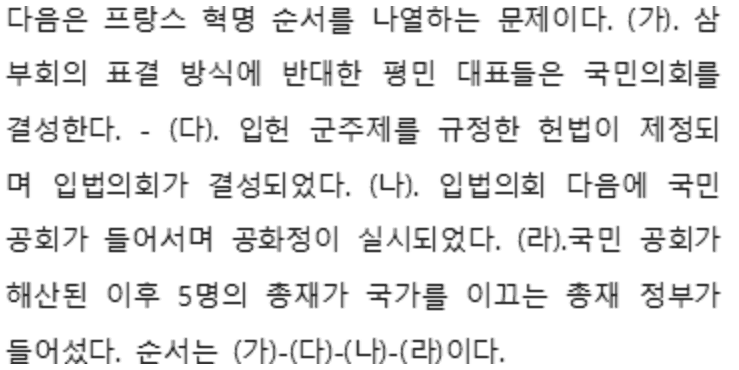 다음은 프랑스 혁명 순서를 나열하는 문제이다. (가). 삼
부회의 표결 방식에 반대한 평민 대표들은 국민의회를
결성한다. - (다). 입헌 군주제를 규정한 헌법이 제정되
며 입법의회가 결성되었다. (나). 입법의회 다음에 국민
공회가 들어서며 공화정이 실시되었다. (라).국민 공회가
해산된 이후 5명의 총재가 국가를 이끄는 총재 정부가
들어섰다. 순서는 (가)-(다)-(나)-(라)이다.